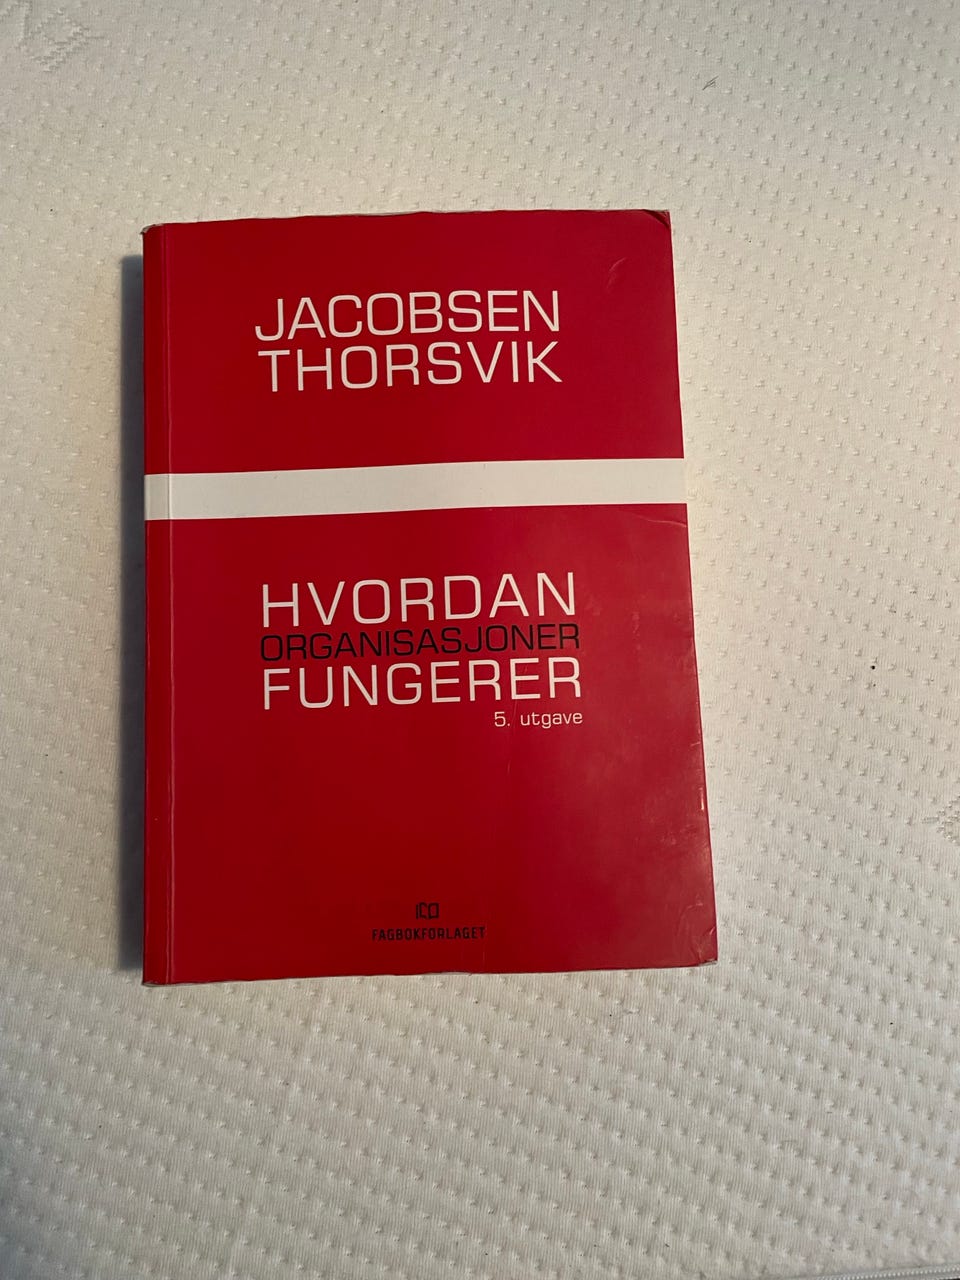 JACOBSEN
THORSVIK
HVORDAN
ORGANISASJONER
FUNGERER
5. utgave
FAGBOKFORLAGET